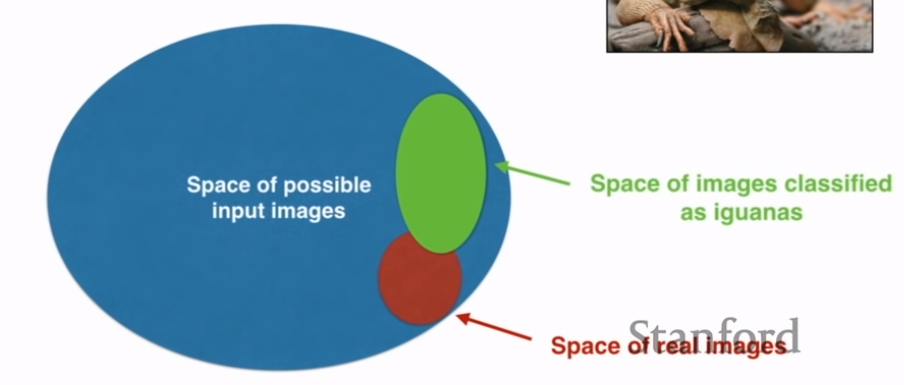 Space of possible
input images
Space of images classified
as iguanas
Stanford
Space of real images